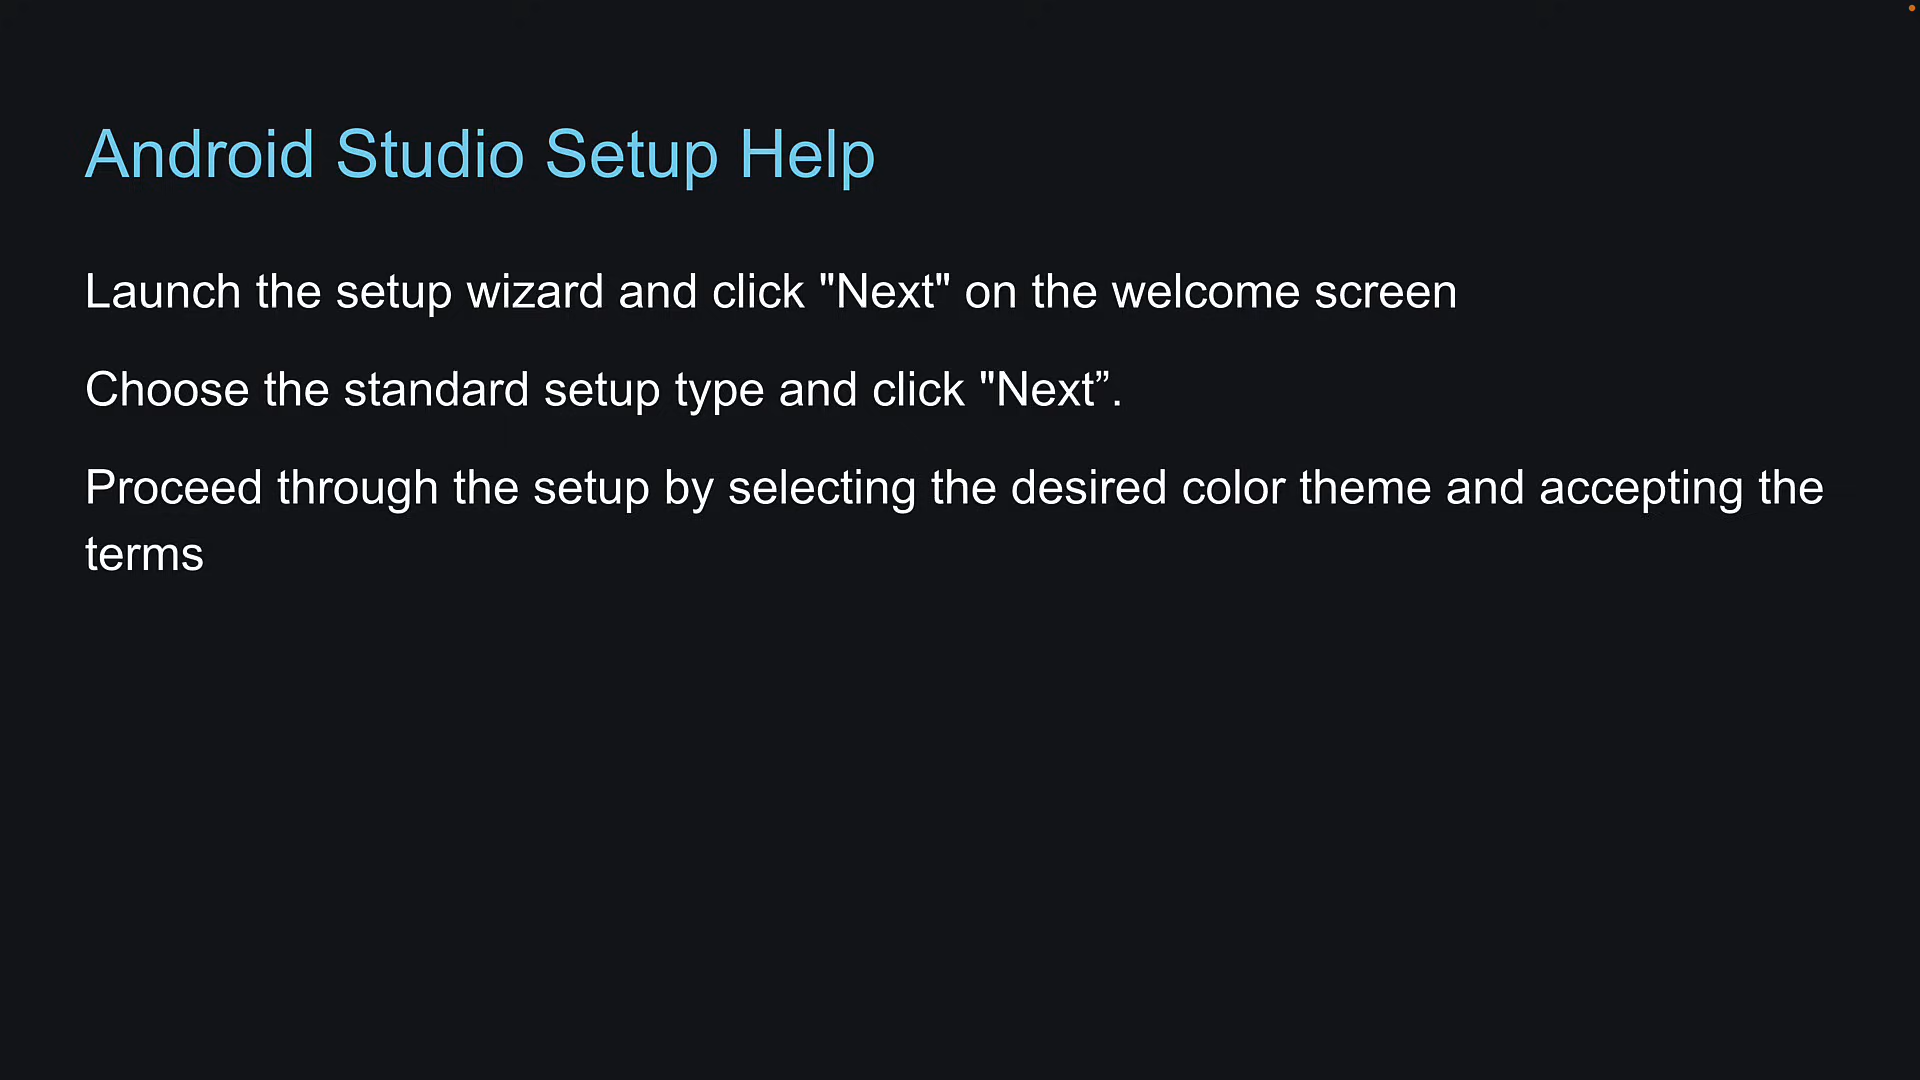 Android Studio Setup Help
Launch the setup wizard and click "Next" on the welcome screen
Choose the standard setup type and click "Next”.
Proceed through the setup by selecting the desired color theme and accepting the
terms